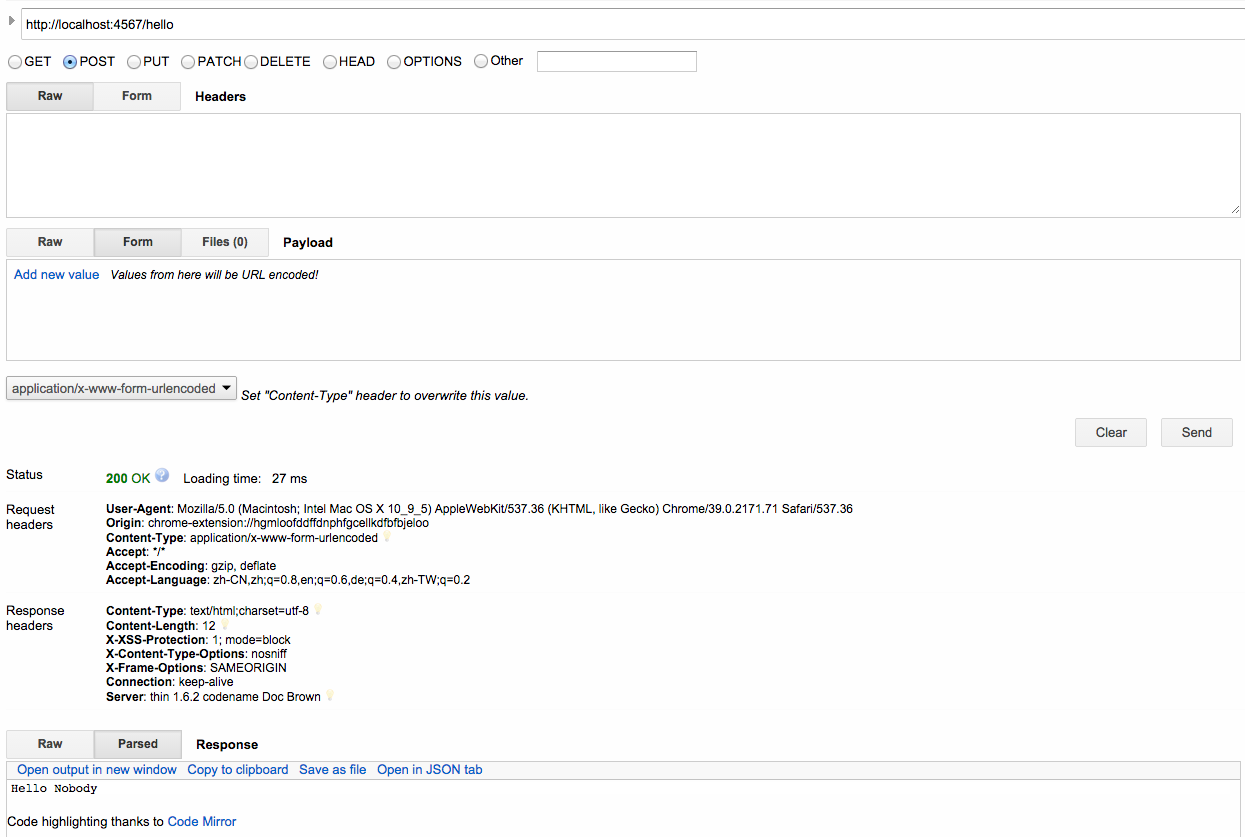 http://localhost:4567/hello
GET POST PUT PATCH DELETE HEAD OPTIONS Other
Raw Form Headers
Raw Form Files (0) Payload
Add new value Values from here will be URL encoded!
application/x-www-form-urlencoded Set "Content-Type" header to overwrite this value.
Clear Send
Status 200 OK ? Loading time: 27 ms
Request headers
User-Agent: Mozilla/5.0 (Macintosh; Intel Mac OS X 10_9_5) AppleWebKit/537.36 (KHTML, like Gecko) Chrome/39.0.2171.71 Safari/537.36
Origin: chrome-extension://hgmloofddffdnphfgcellkdfbfbjeloo
Content-Type: application/x-www-form-urlencoded
Accept: */*
Accept-Encoding: gzip, deflate
Accept-Language: zh-CN,zh;q=0.8,en;q=0.6,de;q=0.4,zh-TW;q=0.2
Response headers
Content-Type: text/html;charset=utf-8
Content-Length: 12
X-XSS-Protection: 1; mode=block
X-Content-Type-Options: nosniff
X-Frame-Options: SAMEORIGIN
Connection: keep-alive
Server: thin 1.6.2 codename Doc Brown
Raw Parsed Response
Open output in new window Copy to clipboard Save as file Open in JSON tab
Hello Nobody
Code highlighting thanks to Code Mirror